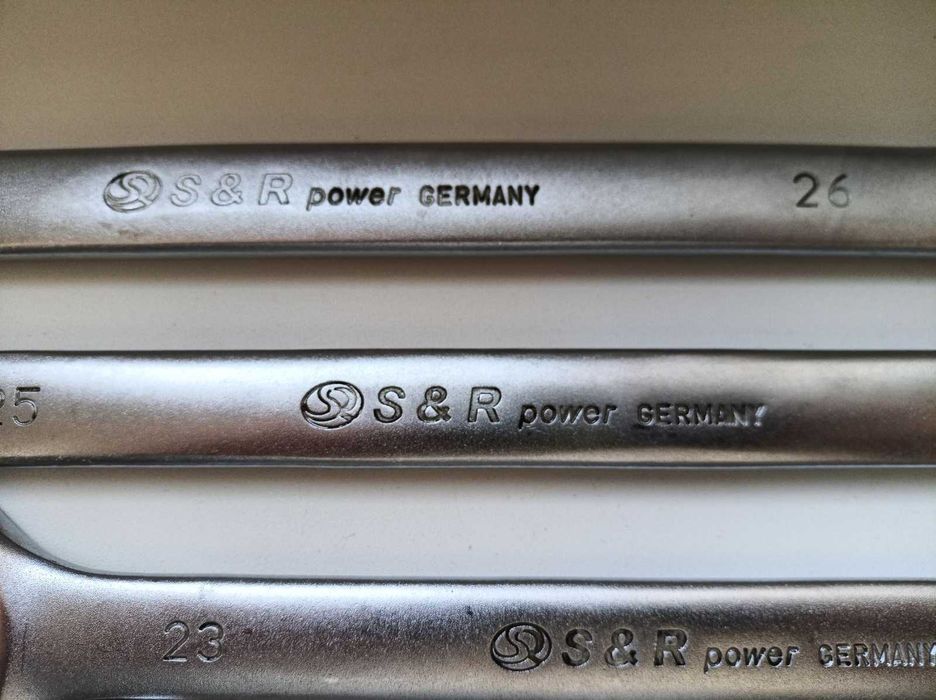 S & R power GERMANY 26
25 S & R power GERMANY
23 S & R power GERMANY